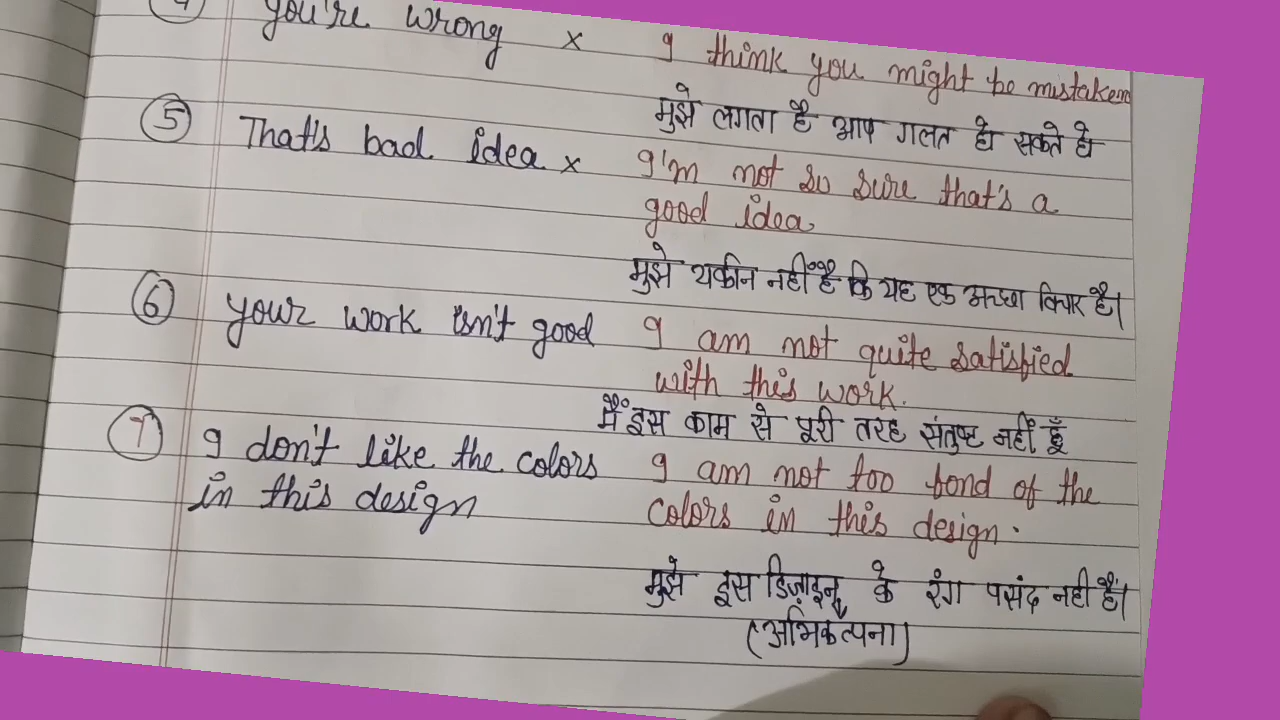 4 you're wrong × I think you might be mistaken
मुझे लगता है आप गलत हो सकते हो
5 That's bad idea × I'm not so sure that's a
good idea.
मुझे यकीन नहीं है कि यह एक अच्छा विचार है।
6 your work isn't good I am not quite satisfied
with this work.
मैं इस काम से पूरी तरह संतुष्ट नहीं हूँ
7 I don't like the colors I am not too fond of the
in this design colors in this design.
मुझे इस डिज़ाइन के रंग पसंद नही हैं।
(अभिकल्पना)